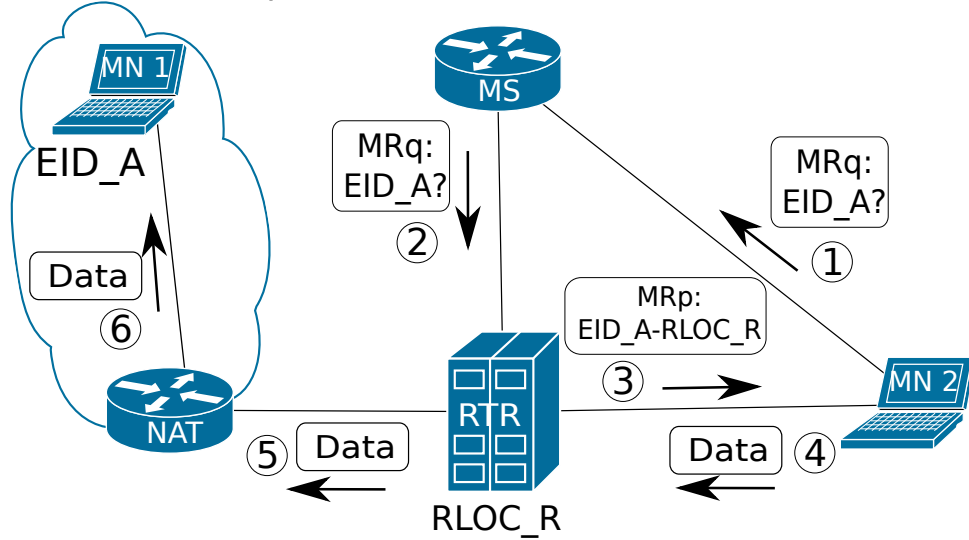 MN 1
EID_A
MS
MRq:
EID_A?
2
MRq:
EID_A?
1
Data
6
MRp:
EID_A-RLOC_R
3
MN 2
NAT
RTR
5
Data
Data
4
RLOC_R